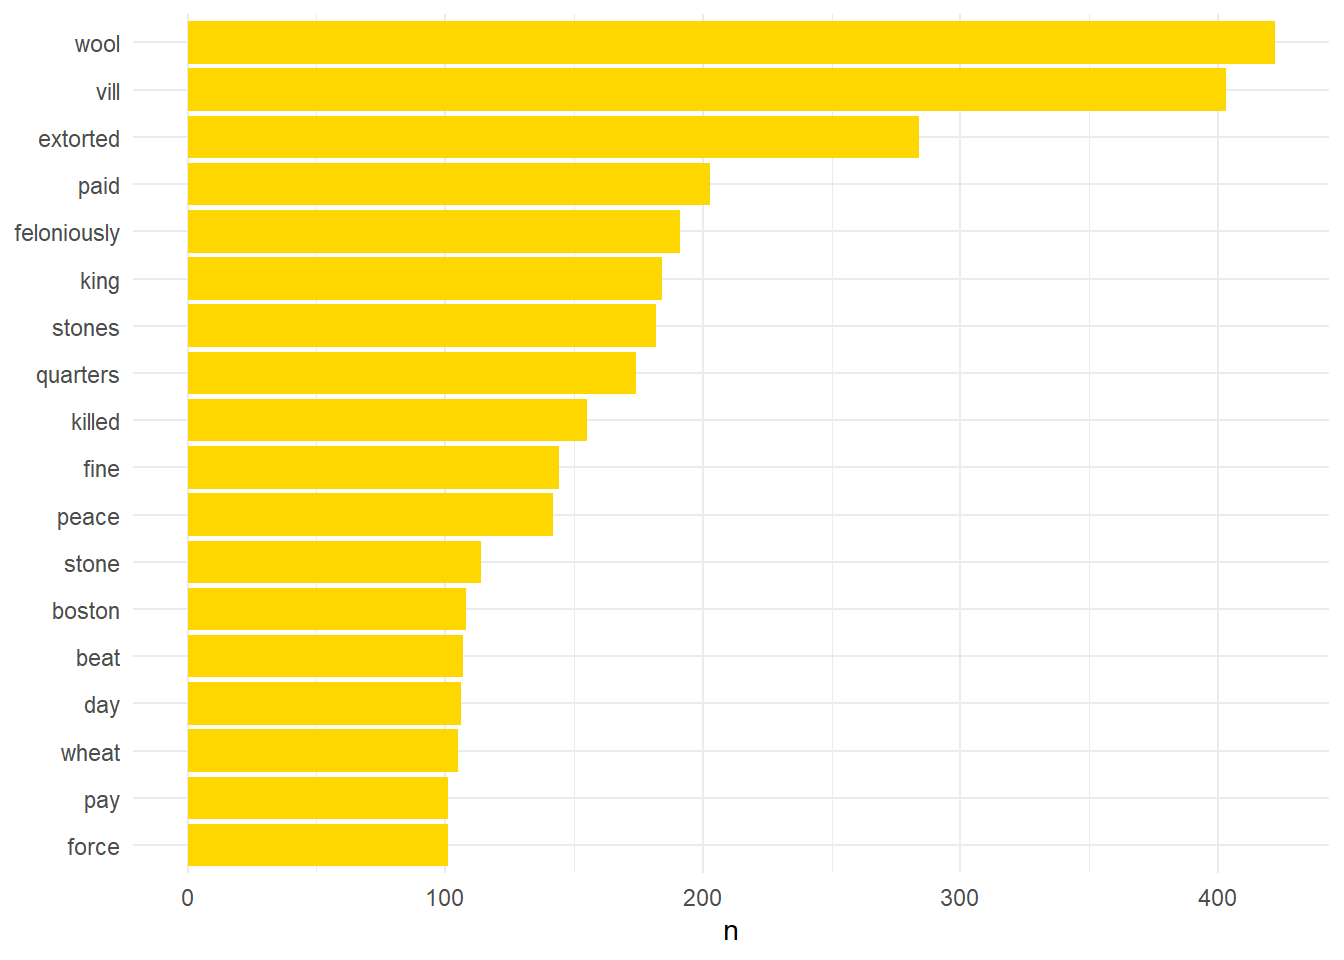 wool
vill
extorted
paid
feloniously
king
stones
quarters
killed
fine
peace
stone
boston
beat
day
wheat
pay
force
0 100 200 300 400
n